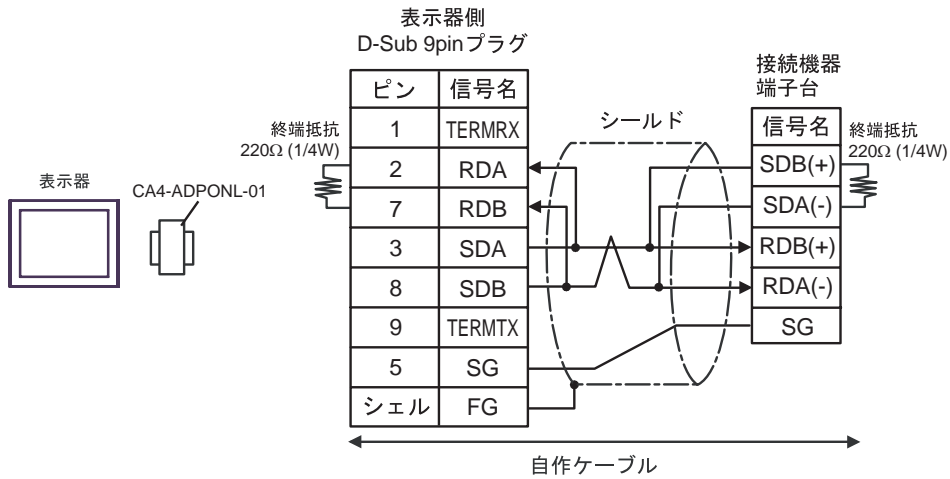 表示器側
D-Sub 9pinプラグ
接続機器
端子台
ピン 信号名
1 TERMRX
2 RDA
7 RDB
3 SDA
8 SDB
9 TERMTX
5 SG
シェル FG
終端抵抗
220Ω (1/4W)
表示器
CA4-ADPONL-01
シールド
信号名
SDB(+)
SDA(-)
RDB(+)
RDA(-)
SG
終端抵抗
220Ω (1/4W)
自作ケーブル